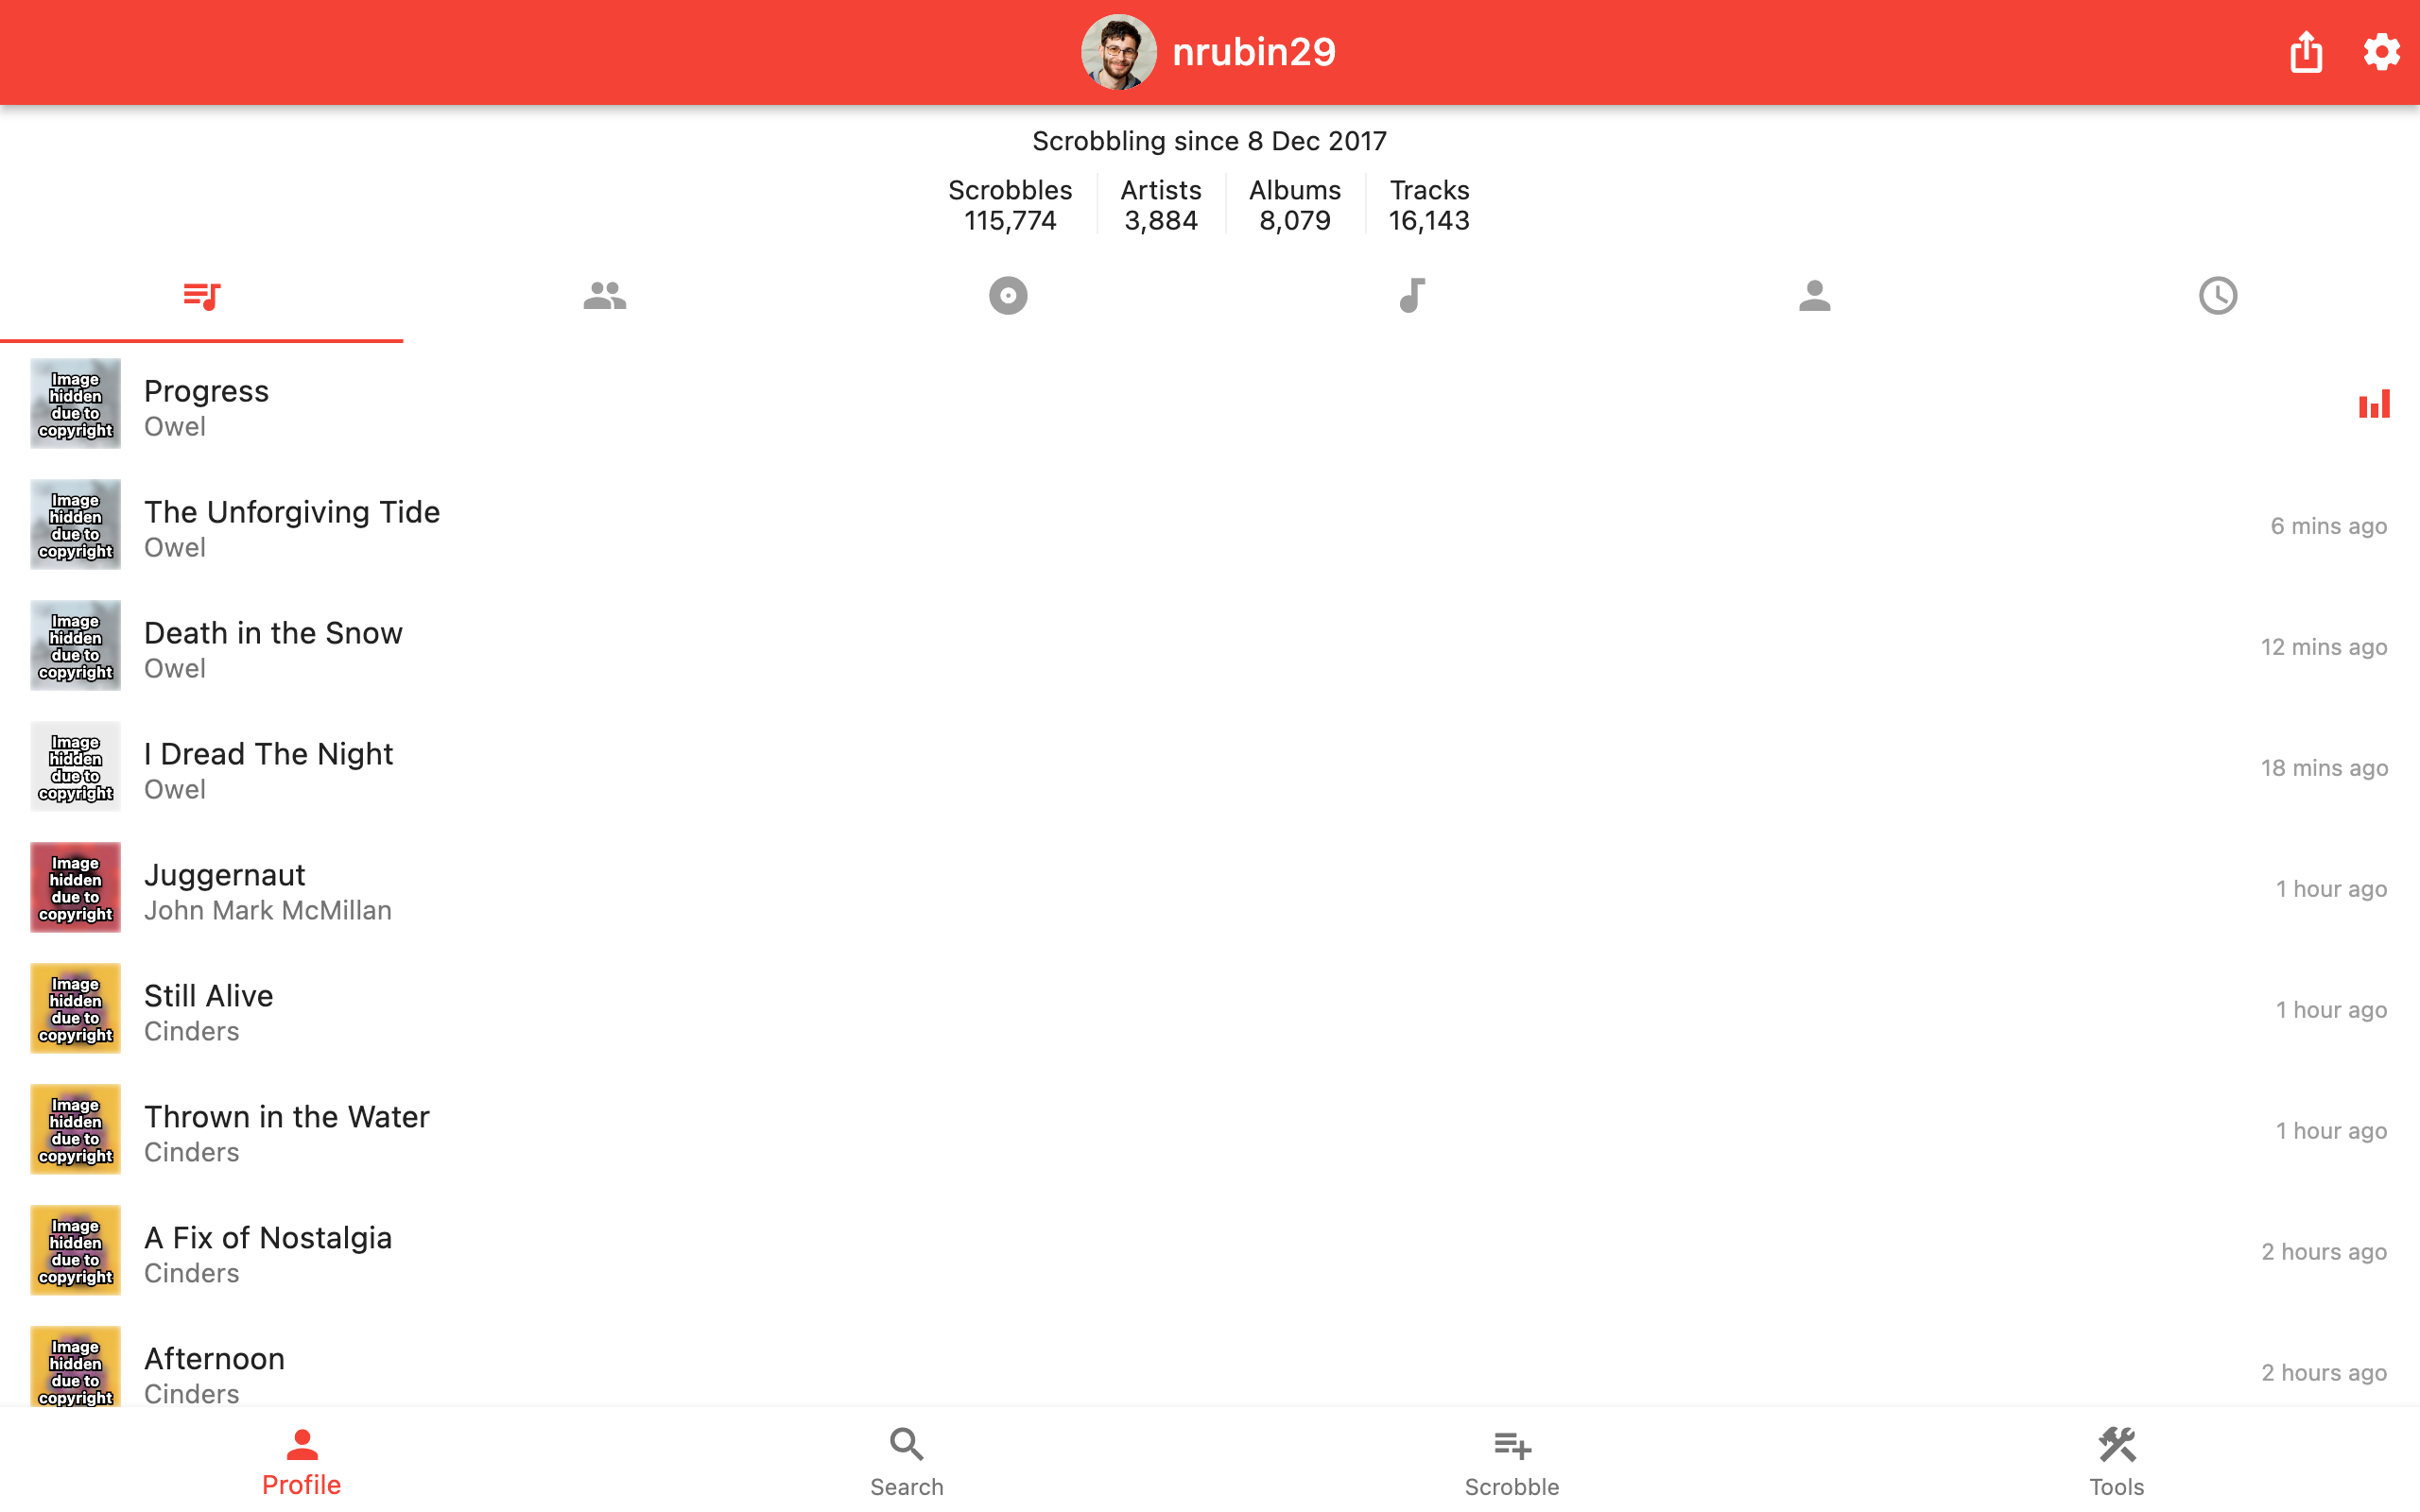 nrubin29
Scrobbling since 8 Dec 2017
Scrobbles Artists Albums Tracks
115,774 3,884 8,079 16,143
Image
hidden
due to
copyright
Progress
Owel
Image
hidden
due to
copyright
The Unforgiving Tide
Owel
6 mins ago
Image
hidden
due to
copyright
Death in the Snow
Owel
12 mins ago
Image
hidden
due to
copyright
I Dread The Night
Owel
18 mins ago
Image
hidden
due to
copyright
Juggernaut
John Mark McMillan
1 hour ago
Image
hidden
due to
copyright
Still Alive
Cinders
1 hour ago
Image
hidden
due to
copyright
Thrown in the Water
Cinders
1 hour ago
Image
hidden
due to
copyright
A Fix of Nostalgia
Cinders
2 hours ago
Image
hidden
due to
copyright
Afternoon
Cinders
2 hours ago
Profile Search Scrobble Tools